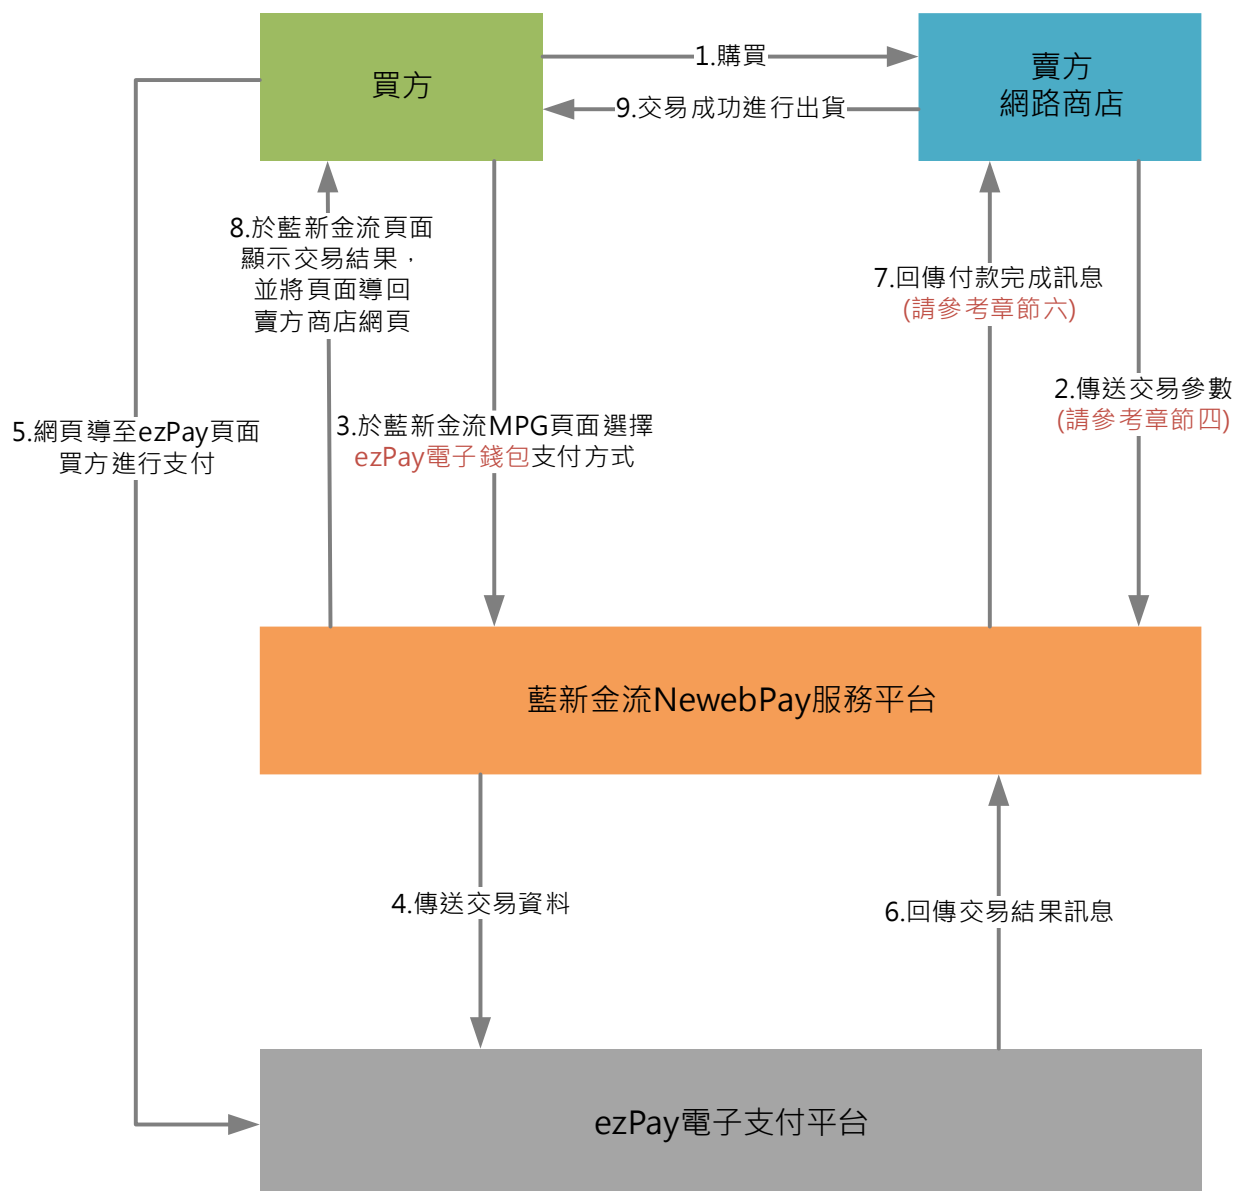 買方
1.購買
賣方
網路商店
9.交易成功進行出貨
8.於藍新金流頁面
顯示交易結果，
並將頁面導回
賣方商店網頁
7.回傳付款完成訊息
(請參考章節六)
2.傳送交易參數
(請參考章節四)
5.網頁導至ezPay頁面
買方進行支付
3.於藍新金流MPG頁面選擇
ezPay電子錢包支付方式
藍新金流NewebPay服務平台
4.傳送交易資料
6.回傳交易結果訊息
ezPay電子支付平台